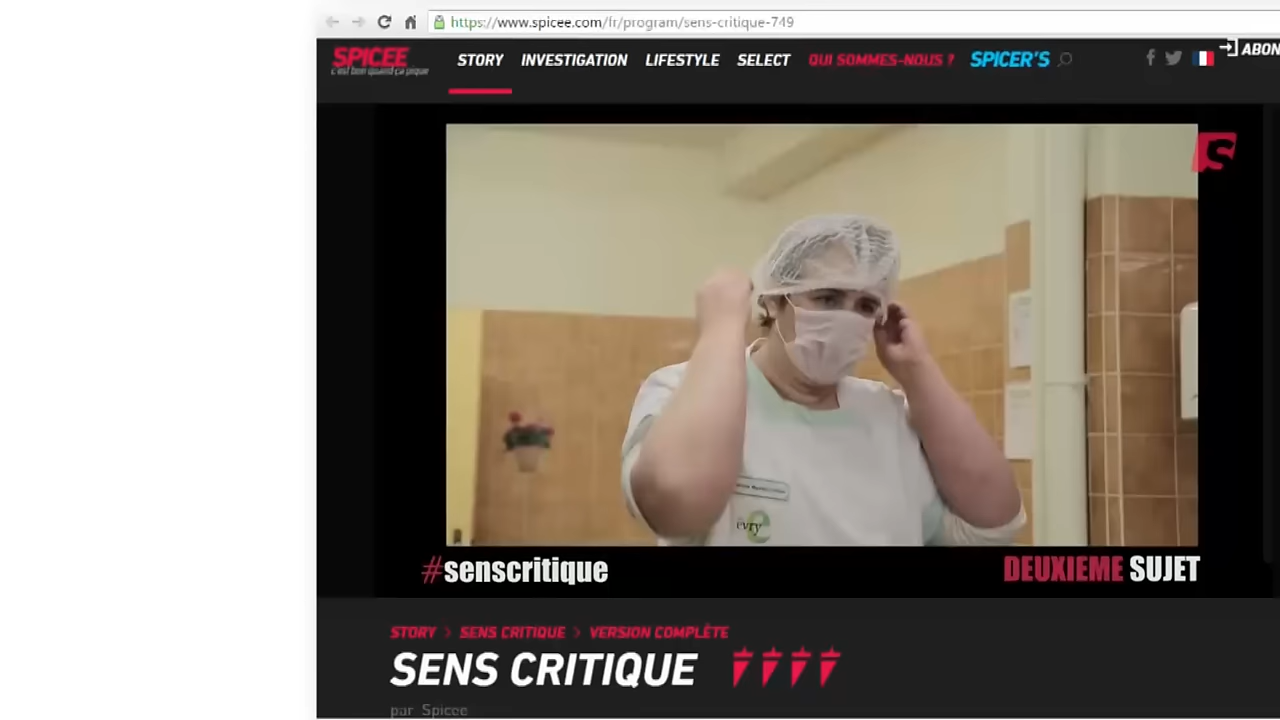 https://www.spicee.com/fr/program/sens-critique-749
SPICEE
c'est bon quand ça pique
STORY INVESTIGATION LIFESTYLE SELECT QUI SOMMES-NOUS ? SPICER'S
ABON
S
evry
#senscritique
DEUXIEME SUJET
STORY > SENS CRITIQUE > VERSION COMPLÈTE
SENS CRITIQUE
par Spicee